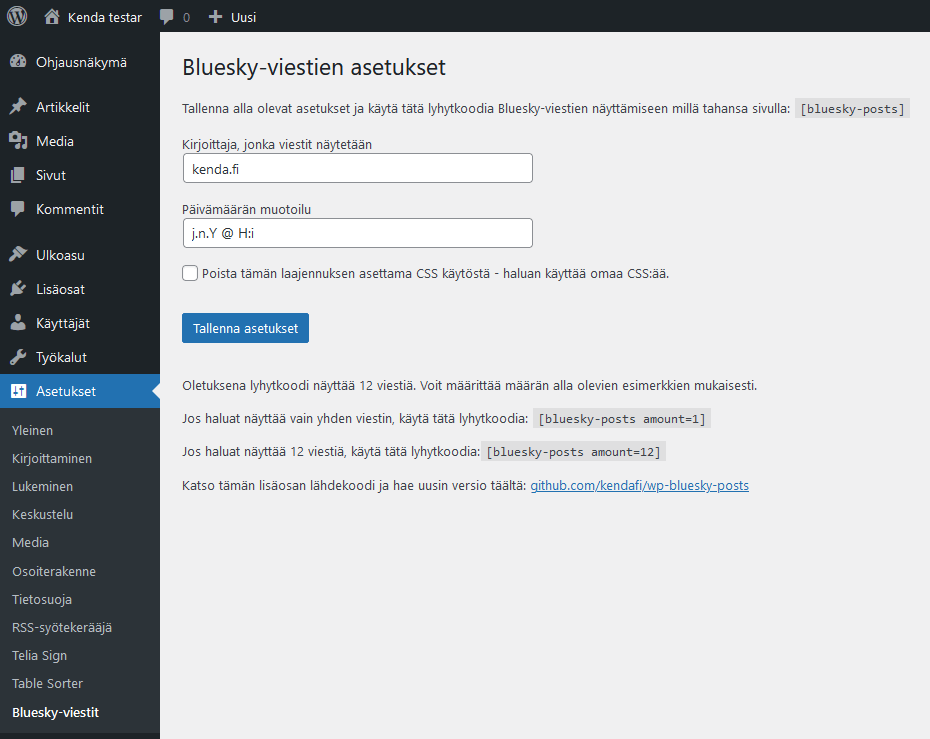 Kenda testar 0 Uusi
Ohjausnäkymä
Artikkelit
Media
Sivut
Kommentit
Ulkoasu
Lisäosat
Käyttäjät
Työkalut
Asetukset
Yleinen
Kirjoittaminen
Lukeminen
Keskustelu
Media
Osoiterakenne
Tietosuoja
RSS-syötekerääjä
Telia Sign
Table Sorter
Bluesky-viestit
Bluesky-viestien asetukset
Tallenna alla olevat asetukset ja käytä tätä lyhytkoodia Bluesky-viestien näyttämiseen millä tahansa sivulla: [bluesky-posts]
Kirjoittaja, jonka viestit näytetään
kenda.fi
Päivämäärän muotoilu
j.n.Y @ H:i
Poista tämän laajennuksen asettama CSS käytöstä - haluan käyttää omaa CSS:ää.
Tallenna asetukset
Oletuksena lyhytkoodi näyttää 12 viestiä. Voit määrittää määrän alla olevien esimerkkien mukaisesti.
Jos haluat näyttää vain yhden viestin, käytä tätä lyhytkoodia: [bluesky-posts amount=1]
Jos haluat näyttää 12 viestiä, käytä tätä lyhytkoodia: [bluesky-posts amount=12]
Katso tämän lisäosan lähdekoodi ja hae uusin versio täältä: github.com/kendafi/wp-bluesky-posts